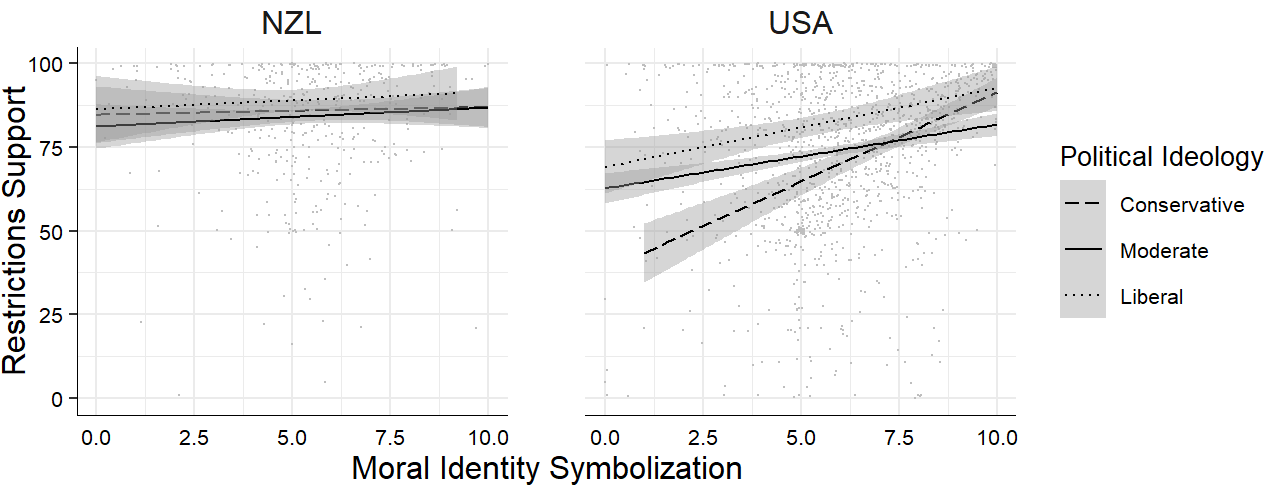 NZL
USA
Restrictions Support
100
75
50
25
0
0.0 2.5 5.0 7.5 10.0
0.0 2.5 5.0 7.5 10.0
Moral Identity Symbolization
Political Ideology
Conservative
Moderate
Liberal